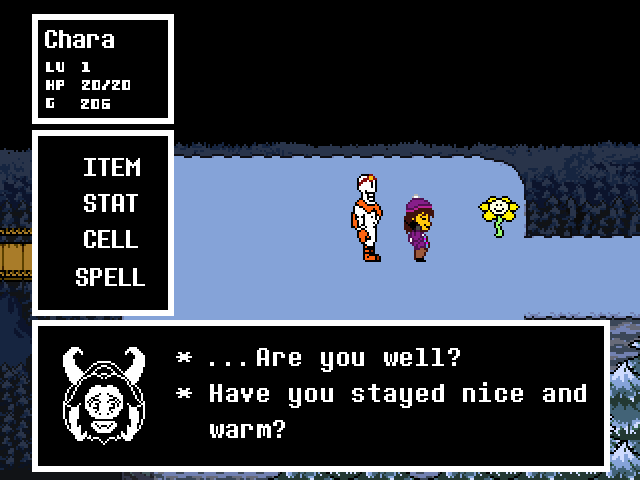 Chara
LV 1
HP 20/20
G 206
ITEM
STAT
CELL
SPELL
* ...Are you well?
* Have you stayed nice and
warm?